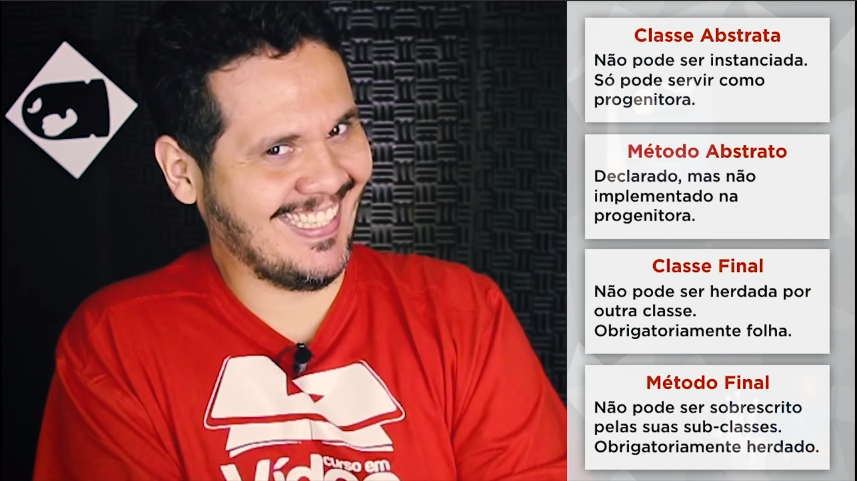 Classe Abstrata
Não pode ser instanciada.
Só pode servir como
progenitora.
Método Abstrato
Declarado, mas não
implementado na
progenitora.
Classe Final
Não pode ser herdada por
outra classe.
Obrigatoriamente folha.
Método Final
Não pode ser sobrescrito
pelas suas sub-classes.
Obrigatoriamente herdado.
curso em
Vídeo